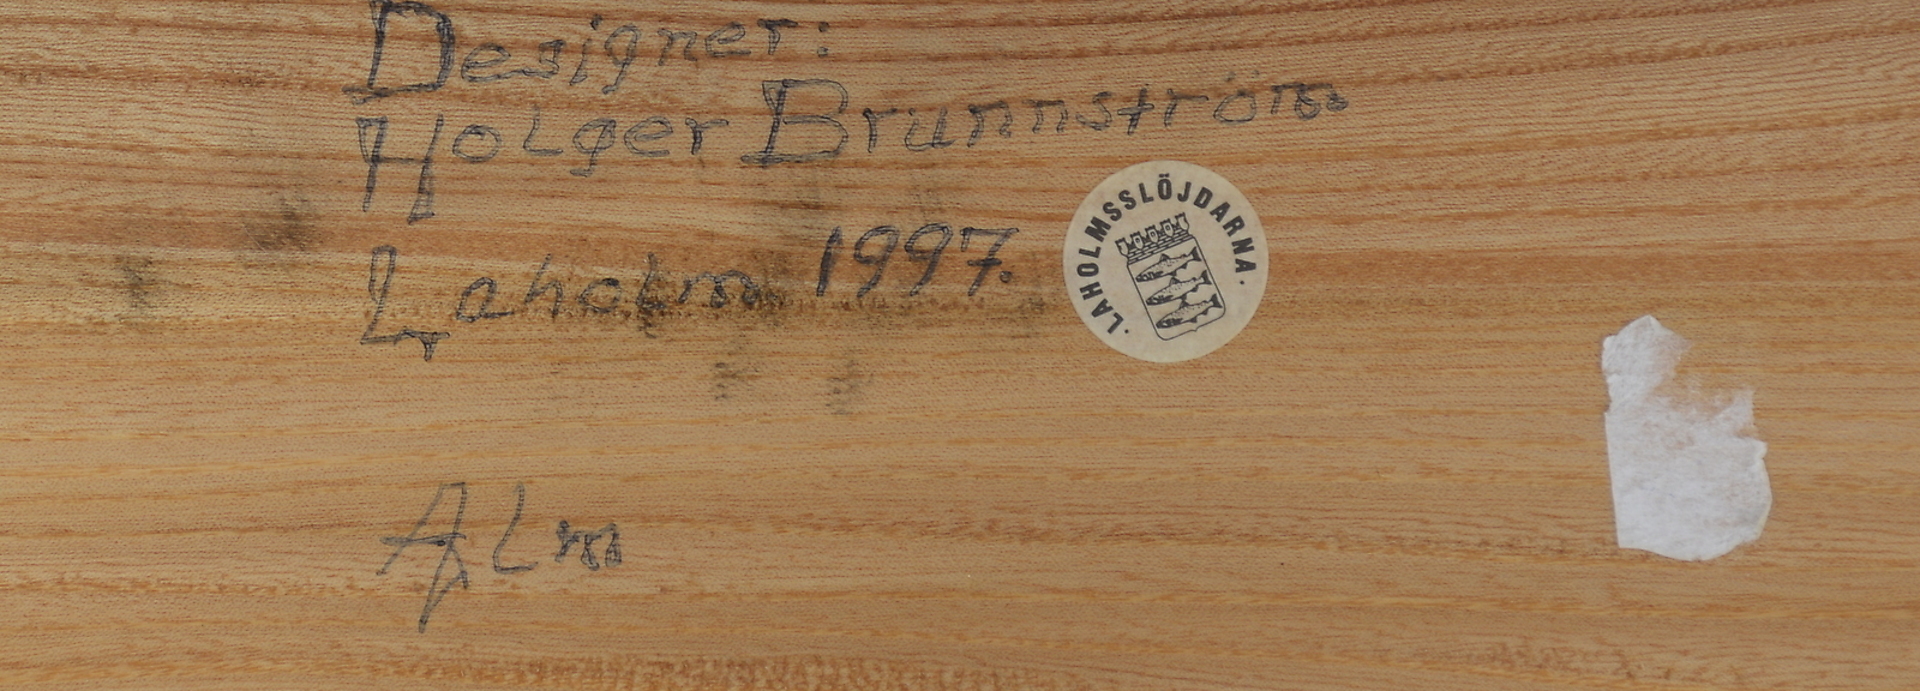 Designer:
Holger Brunnström
Laholm 1997.
· LAHOLMSSLÖJDARNA ·
Alm